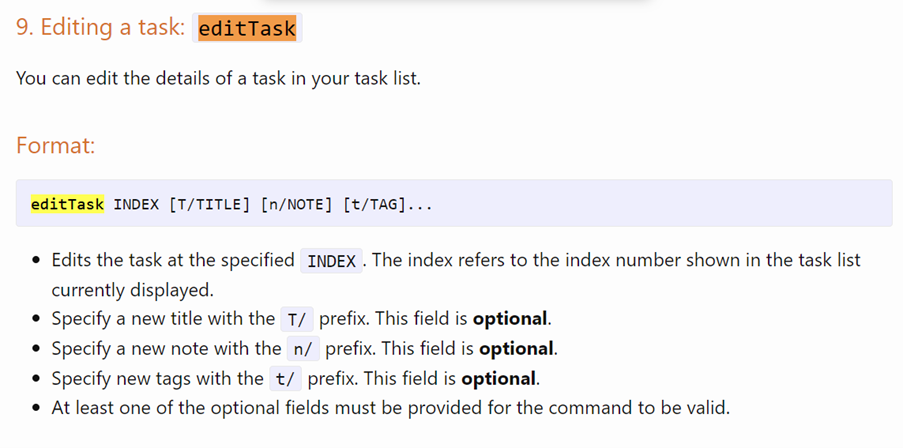 9. Editing a task: editTask
You can edit the details of a task in your task list.
Format:
editTask INDEX [T/TITLE] [n/NOTE] [t/TAG]...
• Edits the task at the specified INDEX. The index refers to the index number shown in the task list
currently displayed.
• Specify a new title with the T/ prefix. This field is optional.
• Specify a new note with the n/ prefix. This field is optional.
• Specify new tags with the t/ prefix. This field is optional.
• At least one of the optional fields must be provided for the command to be valid.